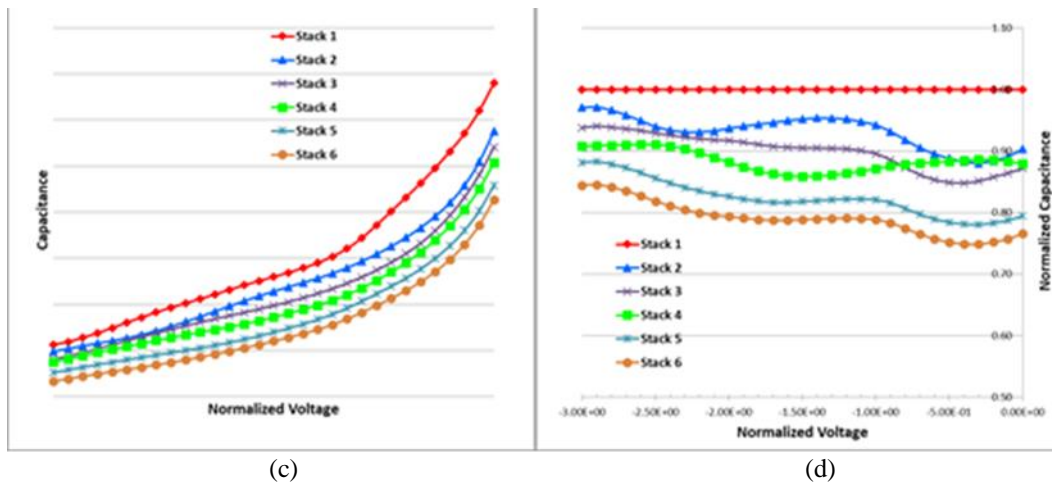 Stack 1
Stack 2
Stack 3
Stack 4
Stack 5
Stack 6
Capacitance
Normalized Voltage
(c)
1.10
1.00
0.90
0.80
0.70
0.60
0.50
Normalized Capacitance
Stack 1
Stack 2
Stack 3
Stack 4
Stack 5
Stack 6
-3.00E+00 -2.50E+00 -2.00E+00 -1.50E+00 -1.00E+00 -5.00E-01 0.00E+00
Normalized Voltage
(d)